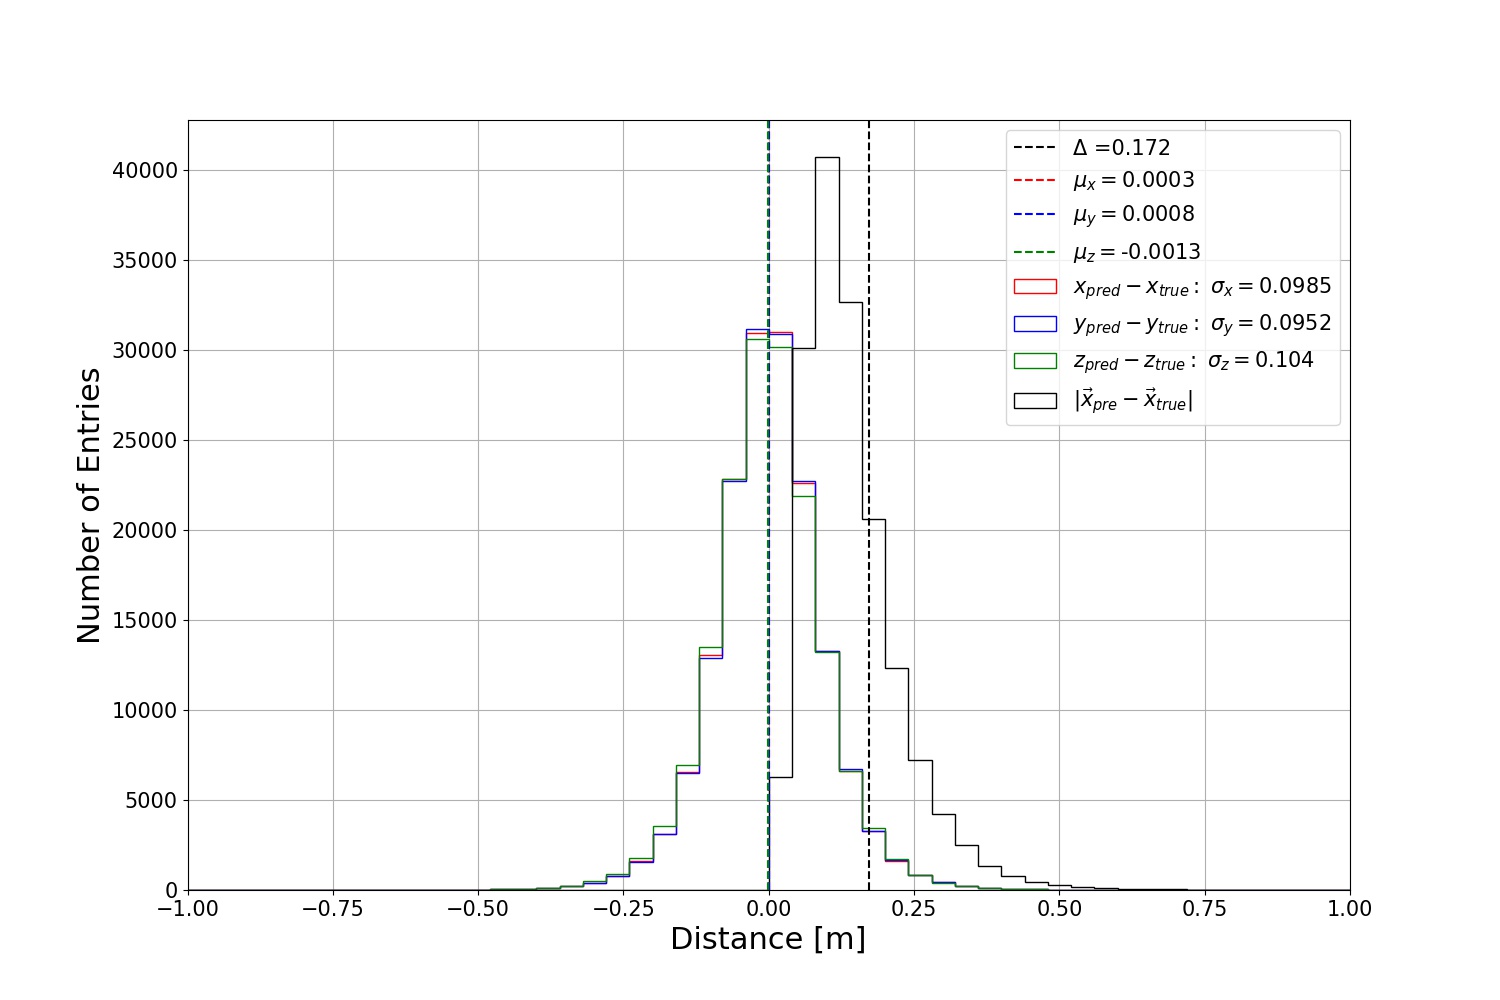 Number of Entries
40000
35000
30000
25000
20000
15000
10000
5000
0
−1.00 −0.75 −0.50 −0.25 0.00 0.25 0.50 0.75 1.00
Distance [m]
Δ =0.172
μx = 0.0003
μy = 0.0008
μz = -0.0013
xpred − xtrue : σx = 0.0985
ypred − ytrue : σy = 0.0952
zpred − ztrue : σz = 0.104
|x⃗pre − x⃗true|